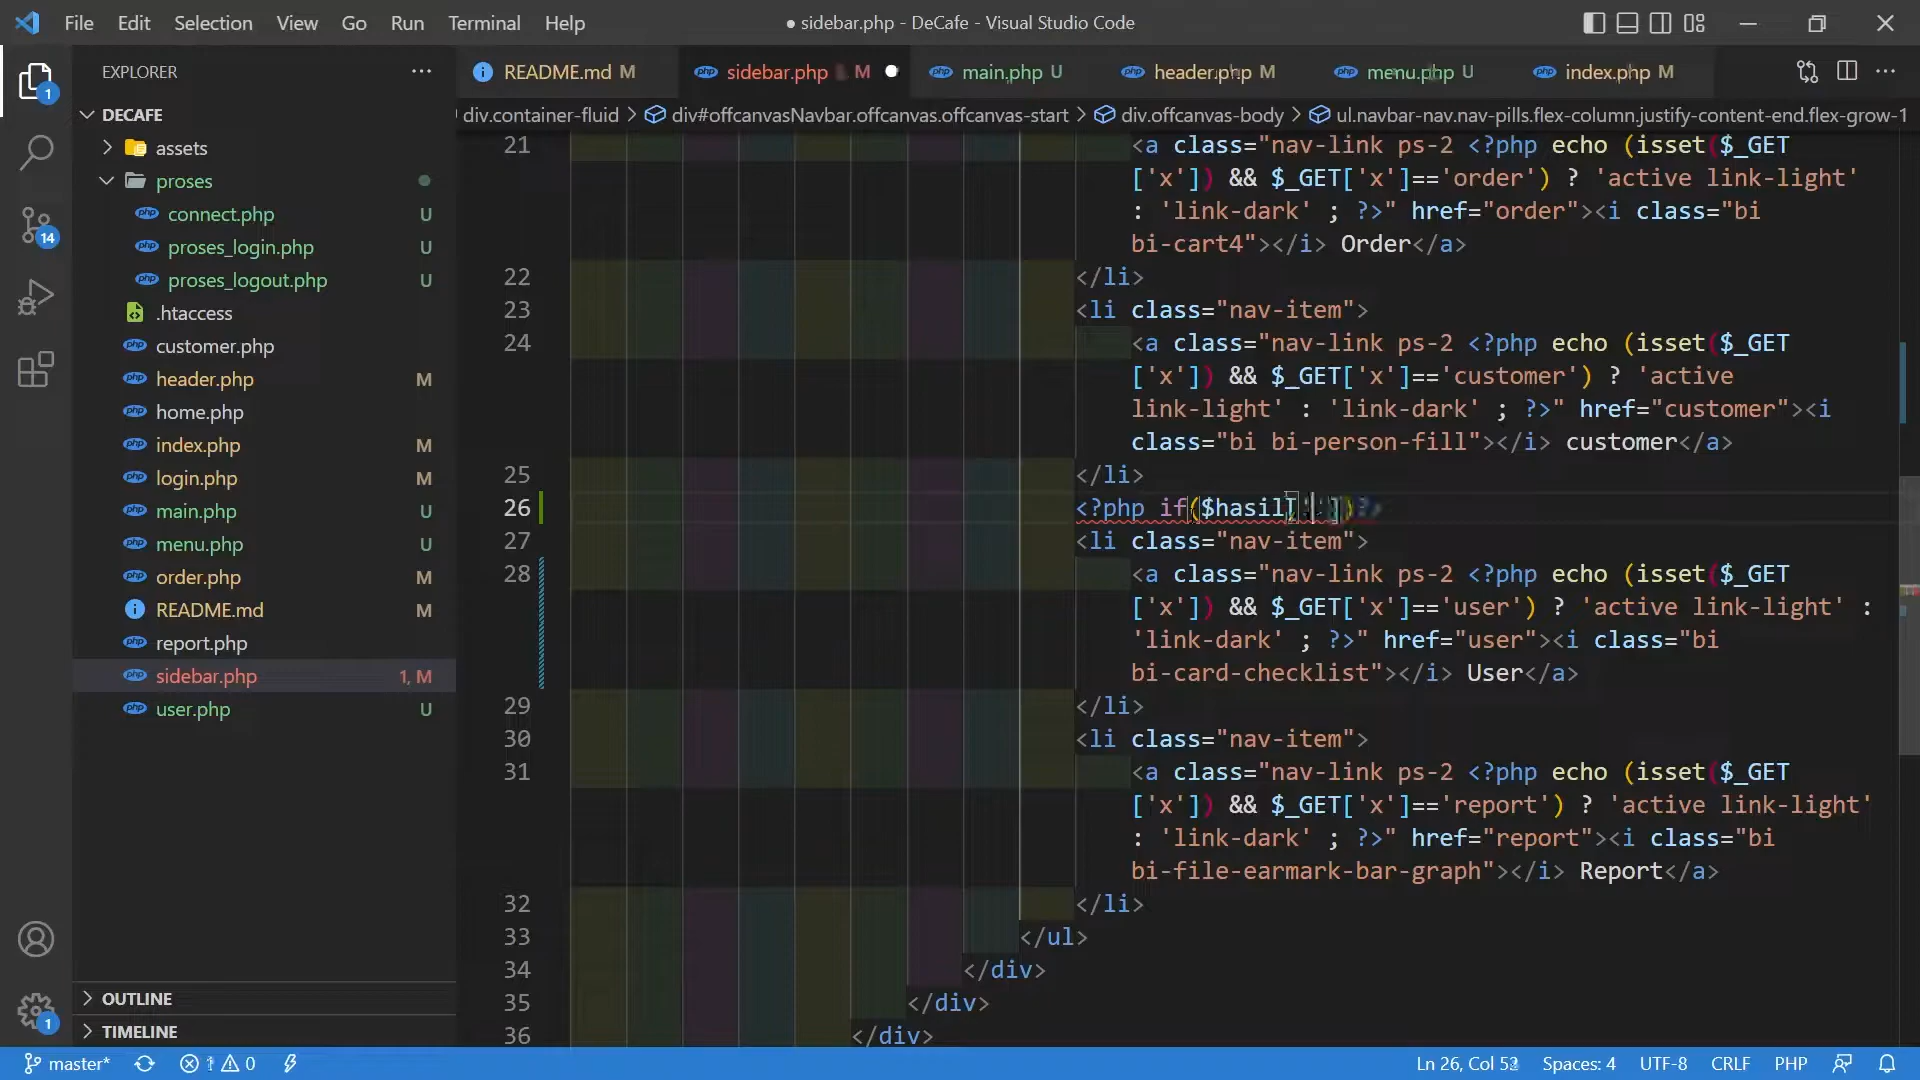 File Edit Selection View Go Run Terminal Help
● sidebar.php - DeCafe - Visual Studio Code
EXPLORER
README.md M
sidebar.php M
main.php U
header.php M
menu.php U
index.php M
div.container-fluid > div#offcanvasNavbar.offcanvas.offcanvas-start > div.offcanvas-body > ul.navbar-nav.nav-pills.flex-column.justify-content-end.flex-grow-1
DECAFE
assets
proses
connect.php U
proses_login.php U
proses_logout.php U
.htaccess
customer.php
header.php M
home.php
index.php M
login.php M
main.php U
menu.php U
order.php M
README.md M
report.php
sidebar.php 1, M
user.php U
OUTLINE
TIMELINE
1
14
1
21 <a class="nav-link ps-2 <?php echo (isset($_GET
['x']) && $_GET['x']=='order') ? 'active link-light'
: 'link-dark' ; ?>" href="order"><i class="bi
bi-cart4"></i> Order</a>
22 </li>
23 <li class="nav-item">
24 <a class="nav-link ps-2 <?php echo (isset($_GET
['x']) && $_GET['x']=='customer') ? 'active
link-light' : 'link-dark' ; ?>" href="customer"><i
class="bi bi-person-fill"></i> customer</a>
25 </li>
26 <?php if($hasil[
27 <li class="nav-item">
28 <a class="nav-link ps-2 <?php echo (isset($_GET
['x']) && $_GET['x']=='user') ? 'active link-light' :
'link-dark' ; ?>" href="user"><i class="bi
bi-card-checklist"></i> User</a>
29 </li>
30 <li class="nav-item">
31 <a class="nav-link ps-2 <?php echo (isset($_GET
['x']) && $_GET['x']=='report') ? 'active link-light'
: 'link-dark' ; ?>" href="report"><i class="bi
bi-file-earmark-bar-graph"></i> Report</a>
32 </li>
33 </ul>
34 </div>
35 </div>
36 </div>
master* 0
Ln 26, Col Spaces: 4 UTF-8 CRLF PHP